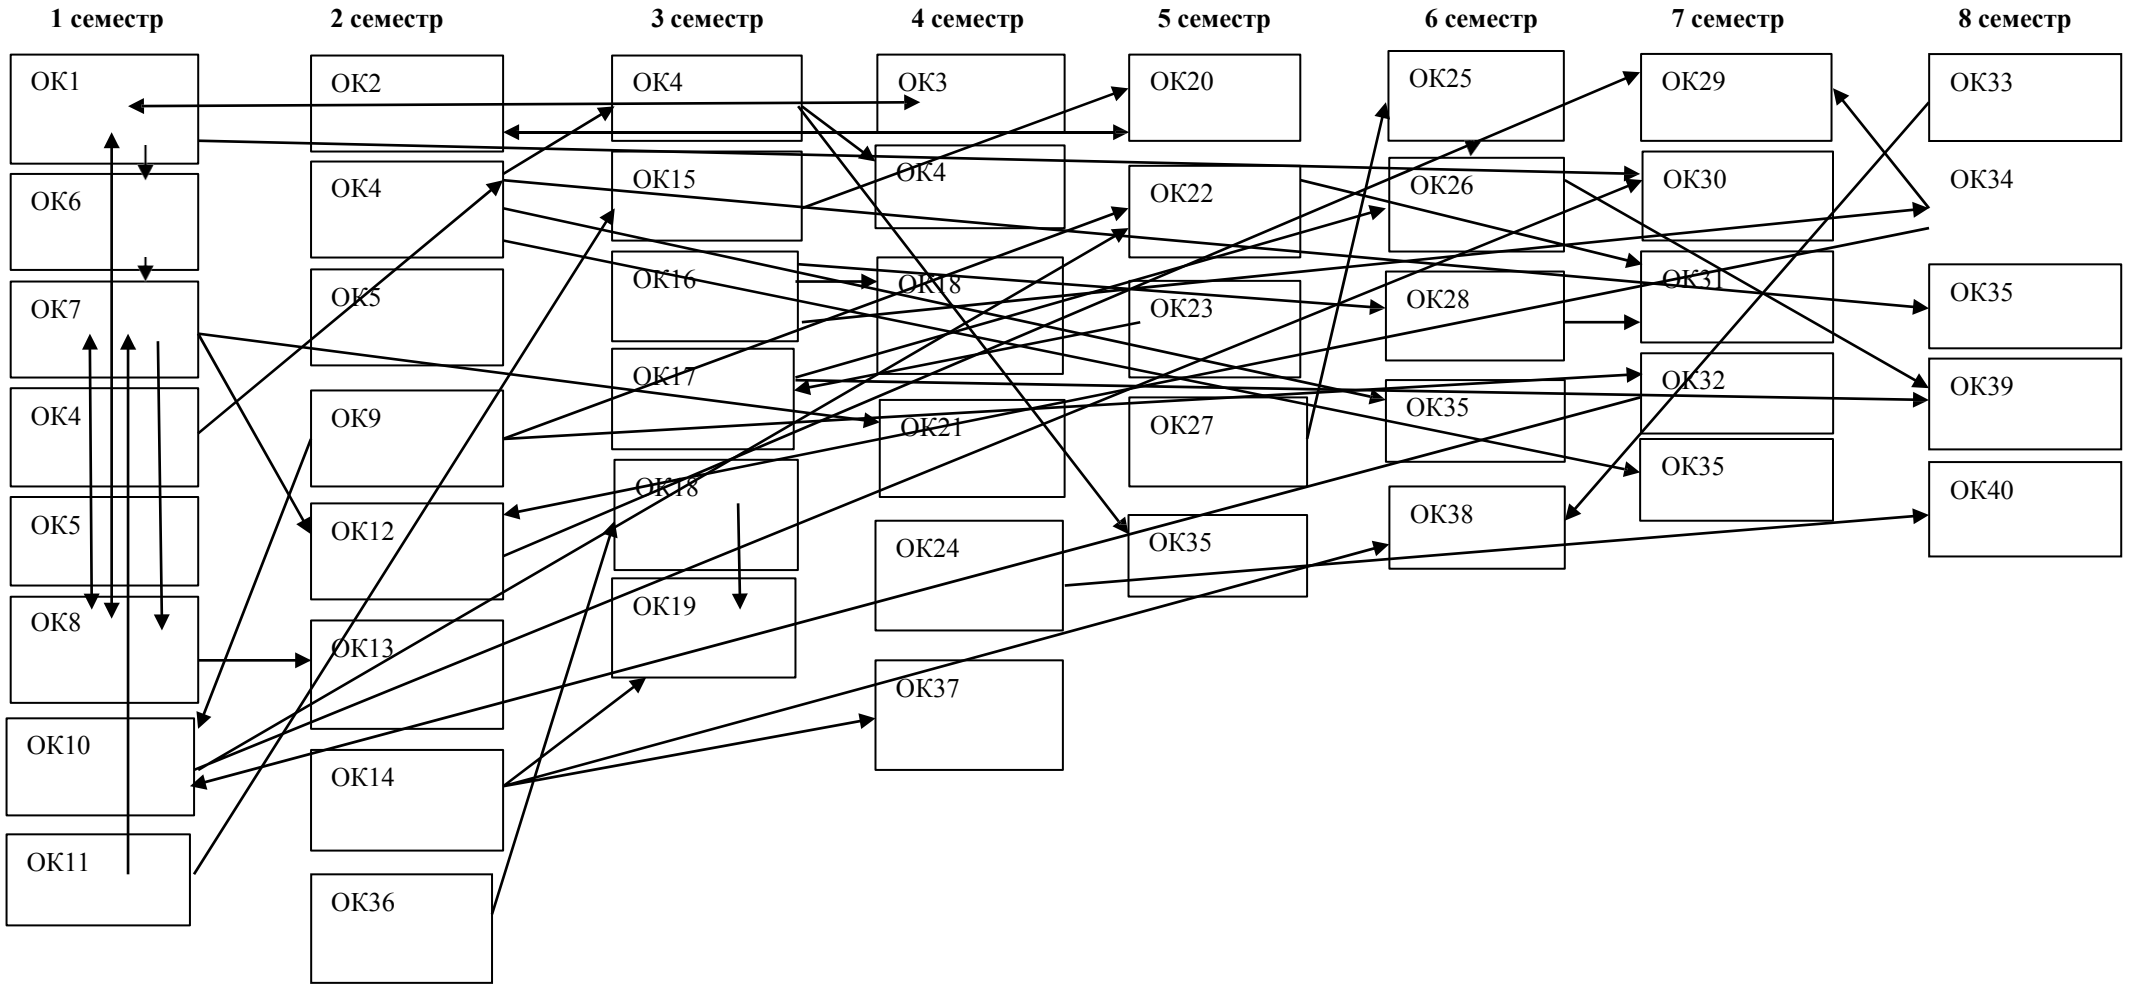 1 семестр 2 семестр 3 семестр 4 семестр 5 семестр 6 семестр 7 семестр 8 семестр
ОК1
ОК6
ОК7
ОК4
ОК5
ОК8
ОК10
ОК11
ОК2
ОК4
ОК5
ОК9
ОК12
ОК13
ОК14
ОК36
ОК4
ОК15
ОК16
ОК17
ОК18
ОК19
ОК3
ОК4
ОК18
ОК21
ОК24
ОК37
ОК20
ОК22
ОК23
ОК27
ОК35
ОК25
ОК26
ОК28
ОК35
ОК38
ОК29
ОК30
ОК31
ОК32
ОК35
ОК33
ОК34
ОК35
ОК39
ОК40